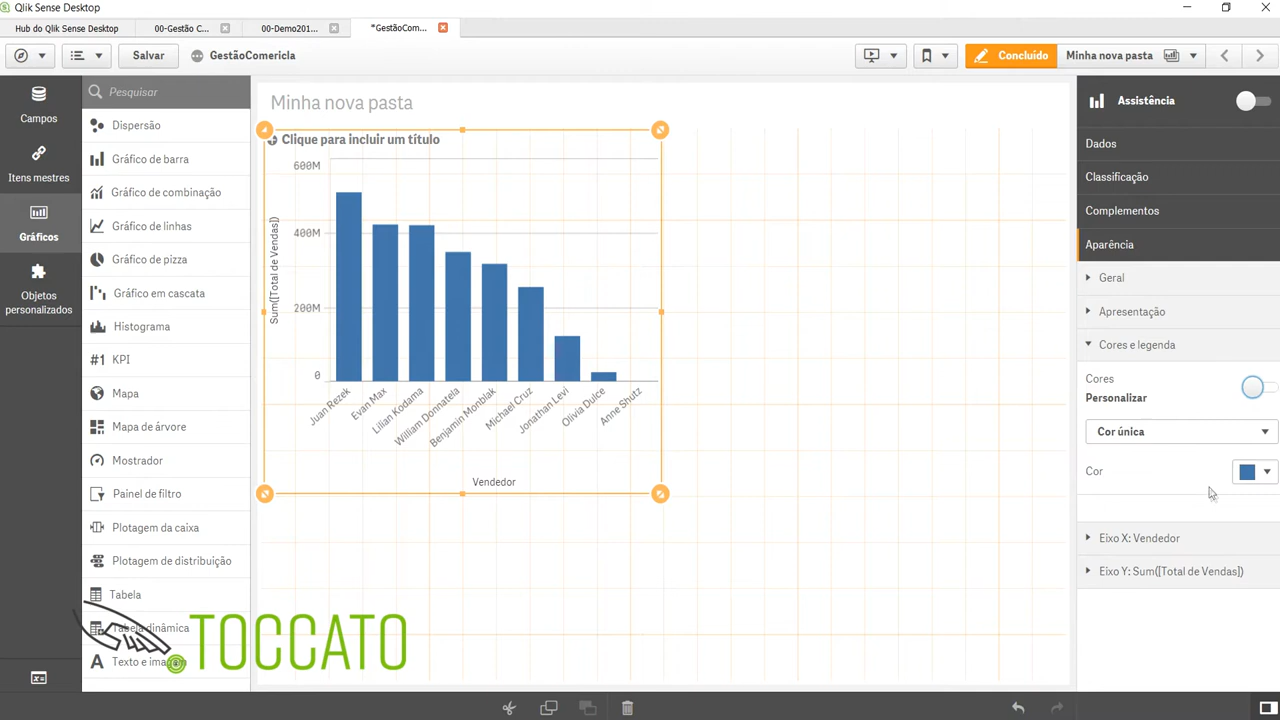 Qlik Sense Desktop
Hub do Qlik Sense Desktop
00-Gestão C...
00-Demo201...
*GestãoCom...
Salvar
GestãoComericla
Concluído
Minha nova pasta
Campos
Itens mestres
Gráficos
Objetos
personalizados
Pesquisar
Dispersão
Gráfico de barra
Gráfico de combinação
Gráfico de linhas
Gráfico de pizza
Gráfico em cascata
Histograma
#1 KPI
Mapa
Mapa de árvore
Mostrador
Painel de filtro
Plotagem da caixa
Plotagem de distribuição
Tabela
Tabela dinâmica
A Texto e imagem
Minha nova pasta
Clique para incluir um título
Sum([Total de Vendas])
600M
400M
200M
0
Juan Rezek
Evan Max
Lilian Kodama
William Donnatela
Benjamin Monblak
Michael Cruz
Jonathan Levi
Olivia Dulce
Anne Shutz
Vendedor
TOCCATO
Assistência
Dados
Classificação
Complementos
Aparência
Geral
Apresentação
Cores e legenda
Cores
Personalizar
Cor única
Cor
Eixo X: Vendedor
Eixo Y: Sum([Total de Vendas])